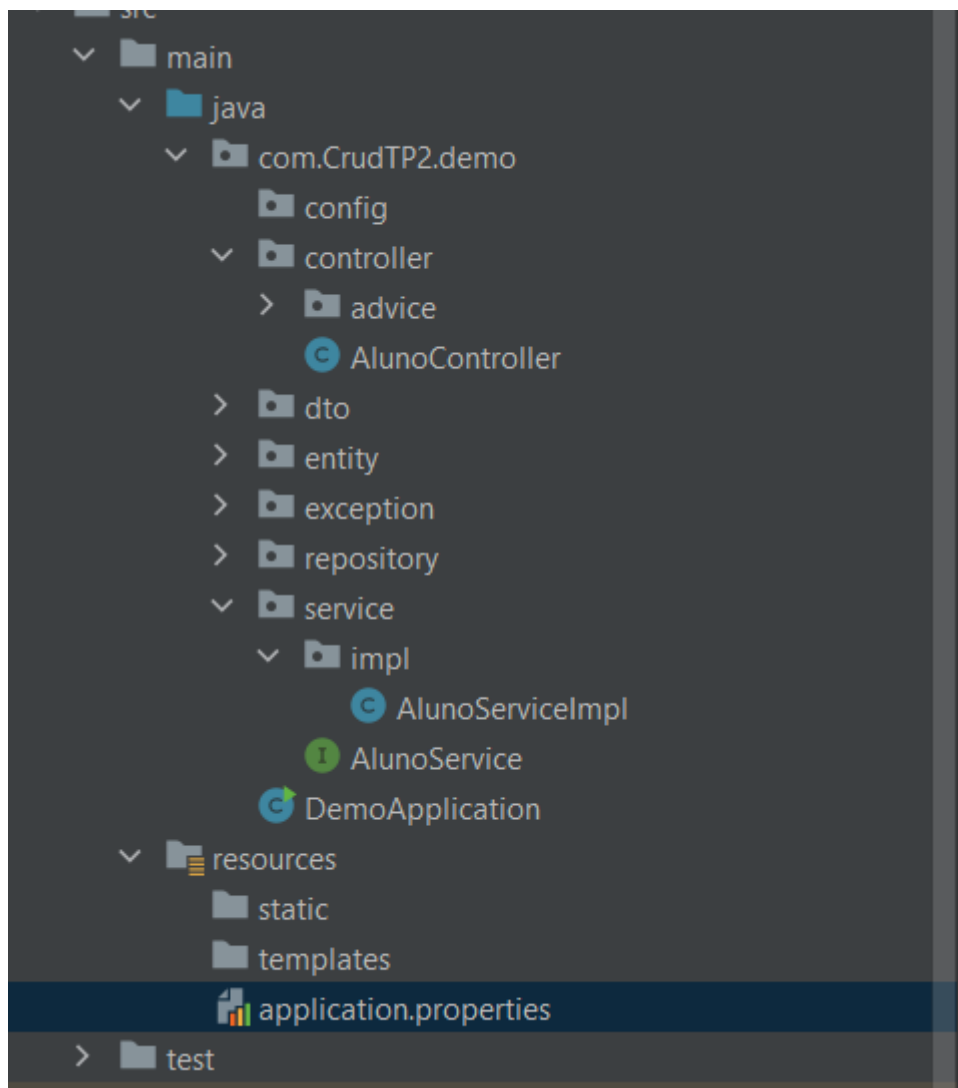 src
main
java
com.CrudTP2.demo
config
controller
advice
C AlunoController
dto
entity
exception
repository
service
impl
C AlunoServiceImpl
I AlunoService
C DemoApplication
resources
static
templates
application.properties
test